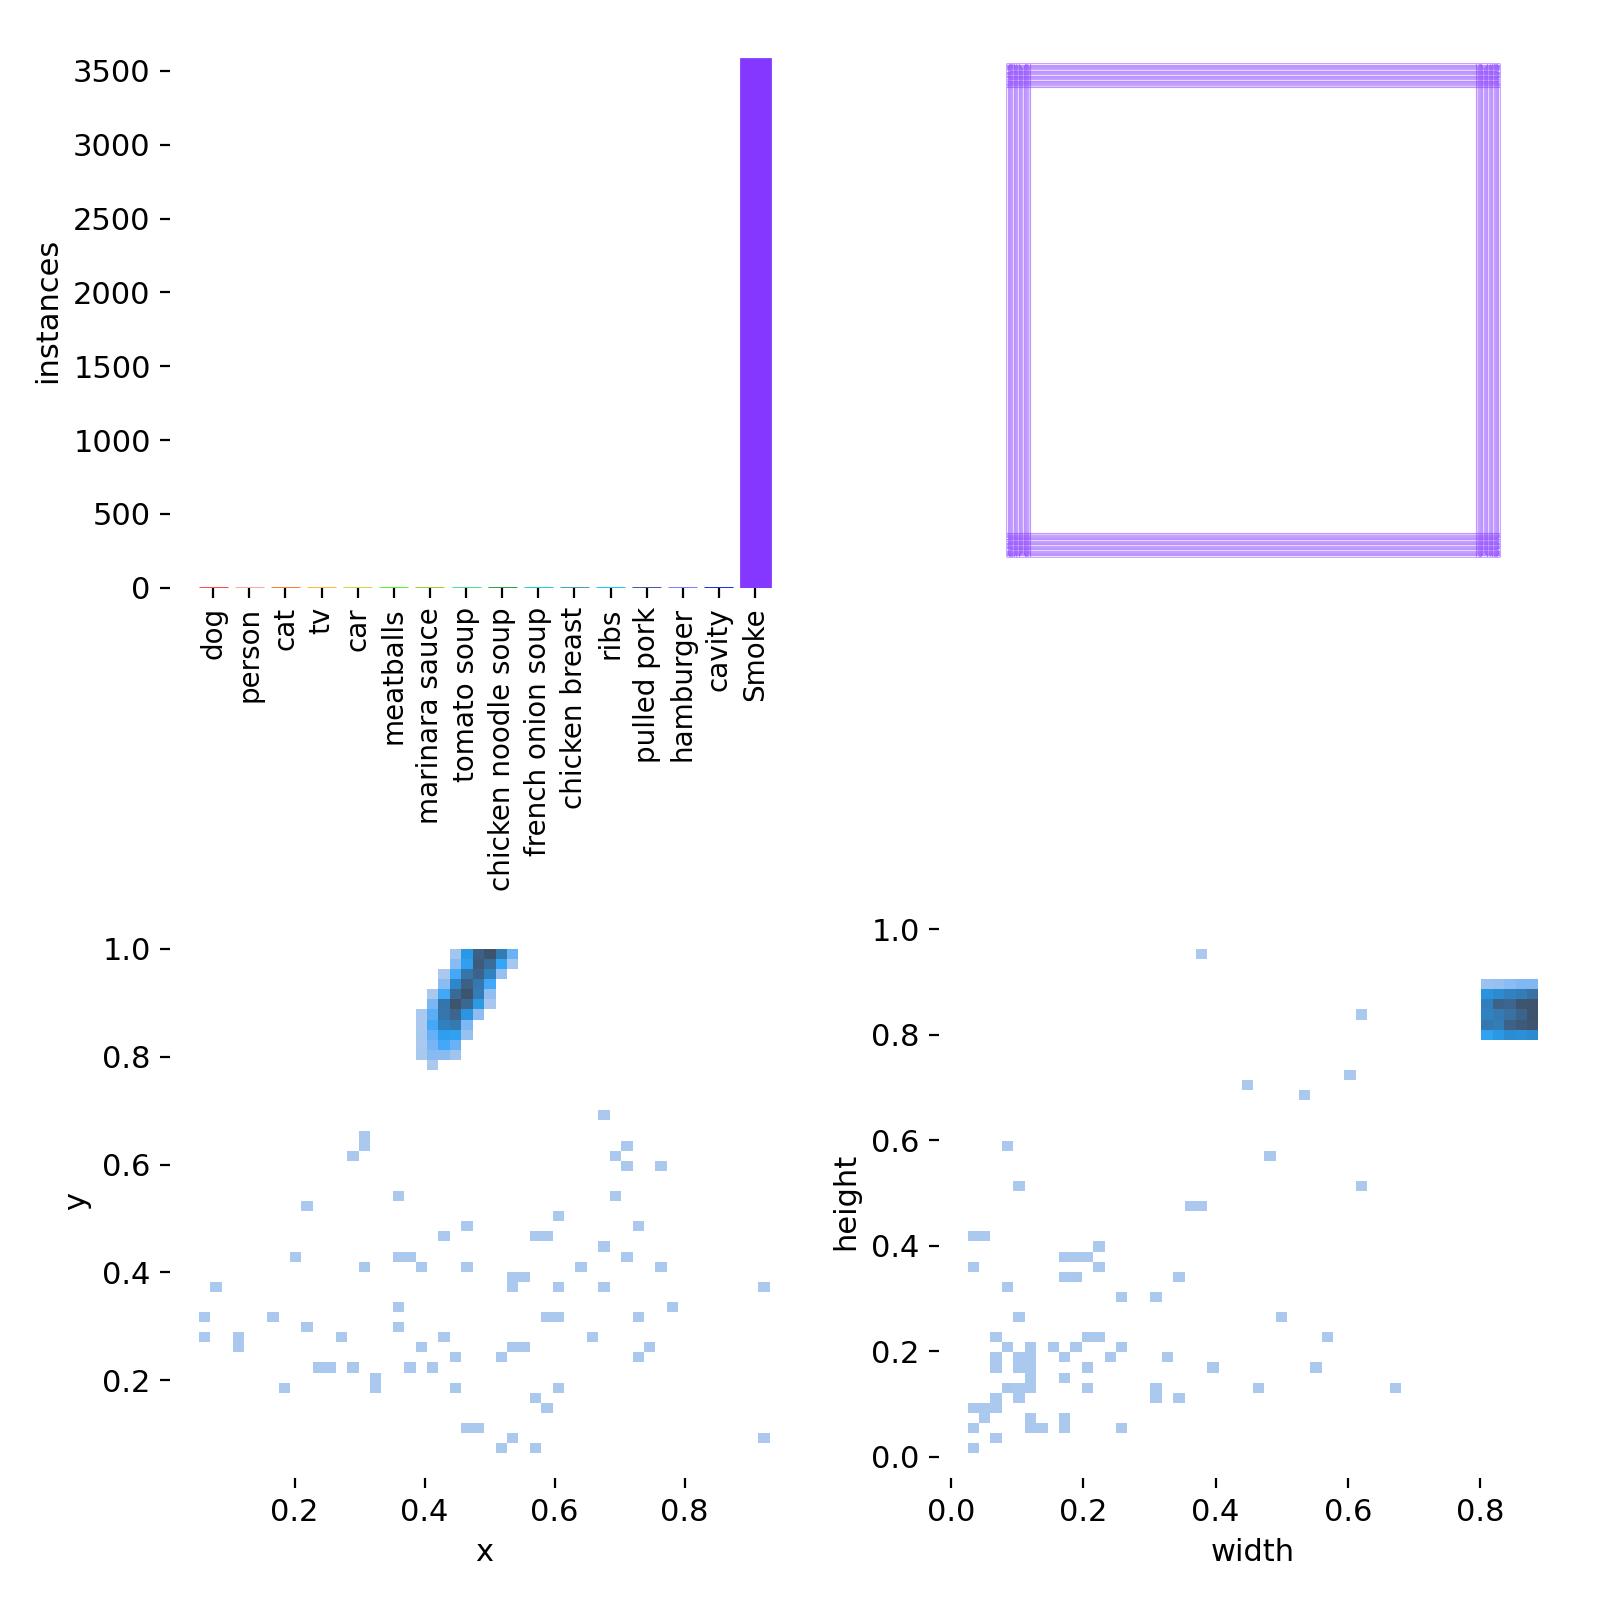 3500
3000
2500
2000
1500
1000
500
0
instances
dog
person
cat
tv
car
meatballs
marinara sauce
tomato soup
chicken noodle soup
french onion soup
chicken breast
ribs
pulled pork
hamburger
cavity
Smoke
1.0
0.8
0.6
0.4
0.2
y
0.2 0.4 0.6 0.8
x
1.0
0.8
0.6
0.4
0.2
0.0
height
0.0 0.2 0.4 0.6 0.8
width